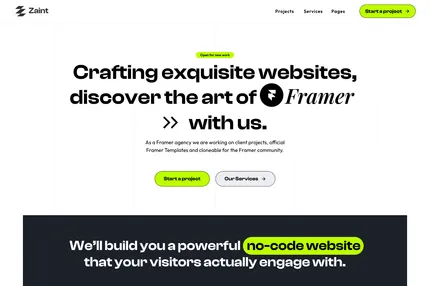 Zaint
Projects Services Pages Start a project →
Open for new work
Crafting exquisite websites,
discover the art of Framer
with us.
As a Framer agency we are working on client projects, official
Framer Templates and cloneable for the Framer community.
Start a project Our Services →
We'll build you a powerful no-code website
that your visitors actually engage with.